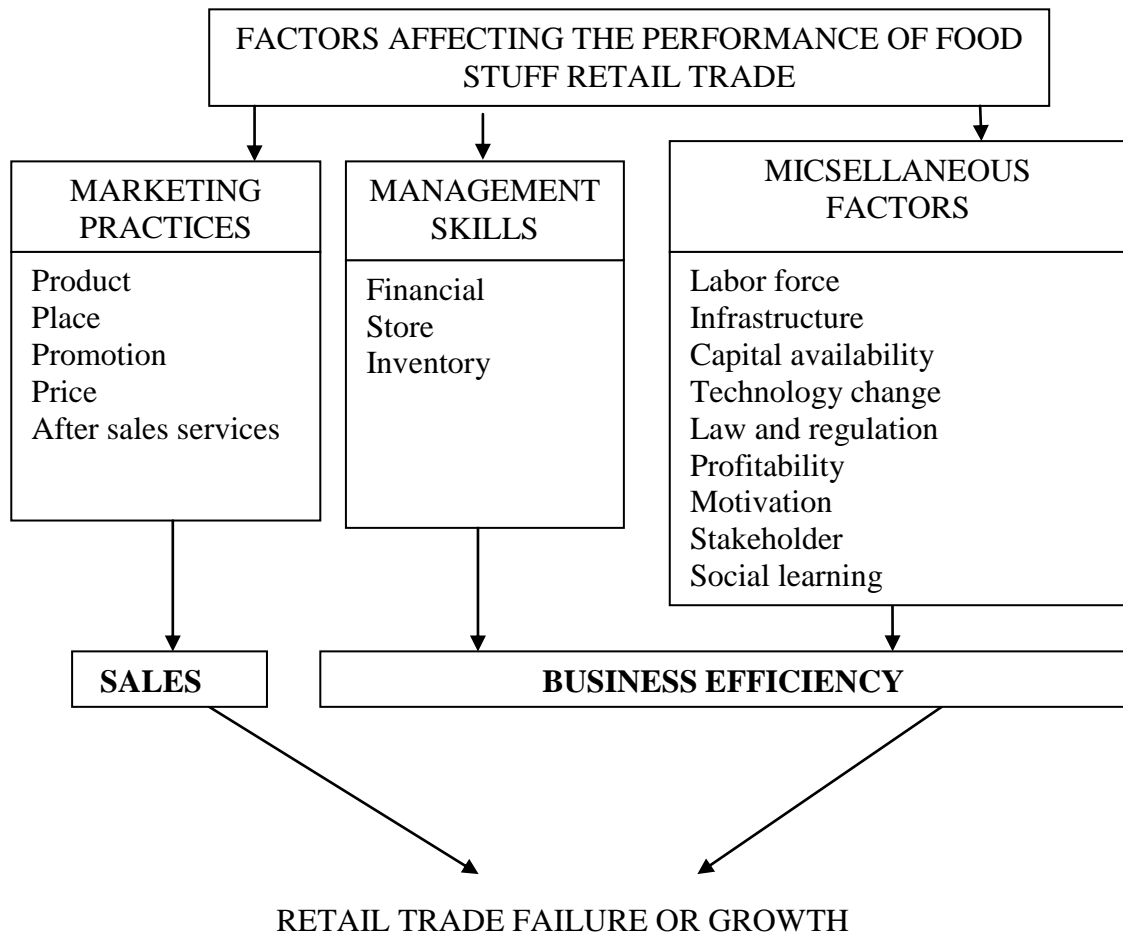 FACTORS AFFECTING THE PERFORMANCE OF FOOD
STUFF RETAIL TRADE
MARKETING
PRACTICES
Product
Place
Promotion
Price
After sales services
MANAGEMENT
SKILLS
Financial
Store
Inventory
MICSELLANEOUS
FACTORS
Labor force
Infrastructure
Capital availability
Technology change
Law and regulation
Profitability
Motivation
Stakeholder
Social learning
SALES
BUSINESS EFFICIENCY
RETAIL TRADE FAILURE OR GROWTH